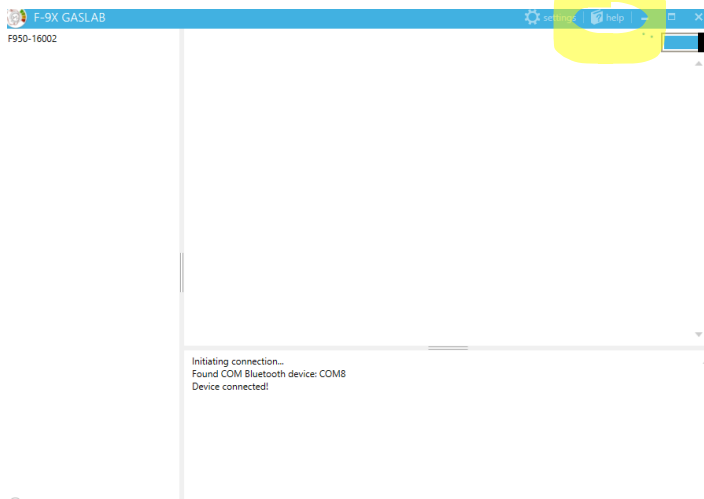 F-9X GASLAB
settings | help |
F950-16002
Initiating connection...
Found COM Bluetooth device: COM8
Device connected!